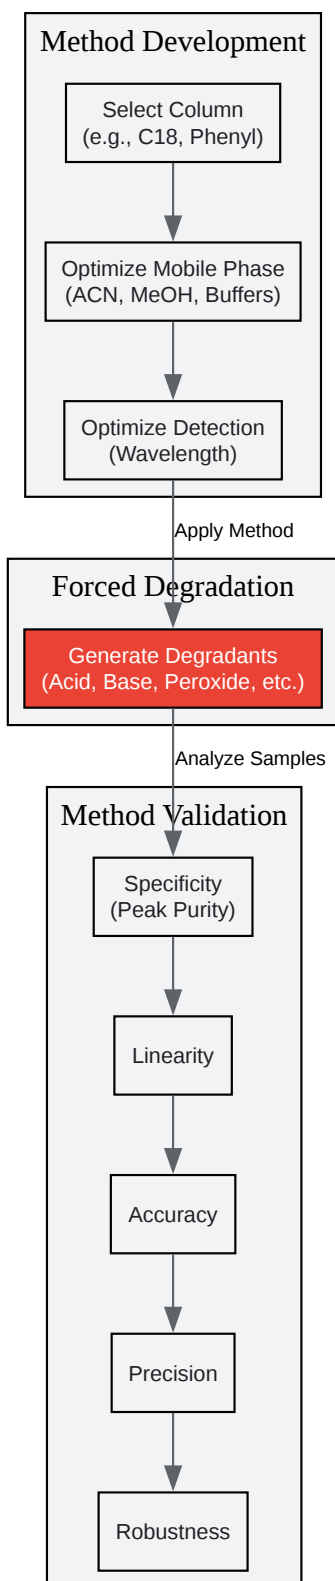 Method Development
Select Column
(e.g., C18, Phenyl)
Optimize Mobile Phase
(ACN, MeOH, Buffers)
Optimize Detection
(Wavelength)
Apply Method
Forced Degradation
Generate Degradants
(Acid, Base, Peroxide, etc.)
Analyze Samples
Method Validation
Specificity
(Peak Purity)
Linearity
Accuracy
Precision
Robustness